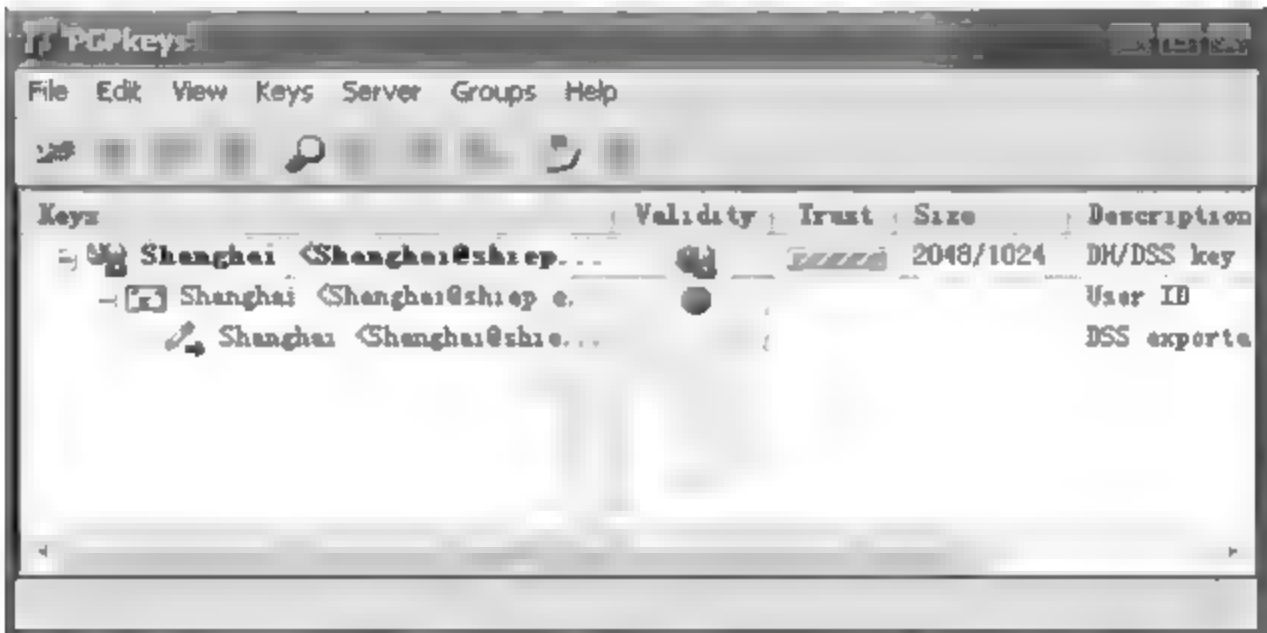 PGPkeys
File Edit View Keys Server Groups Help
Keys Validity Trust Size Description
Shanghai <Shanghai@shiep... 2048/1024 DH/DSS key
Shanghai <Shanghai@shiep e. User ID
Shanghai <Shanghai@shie... DSS exporta